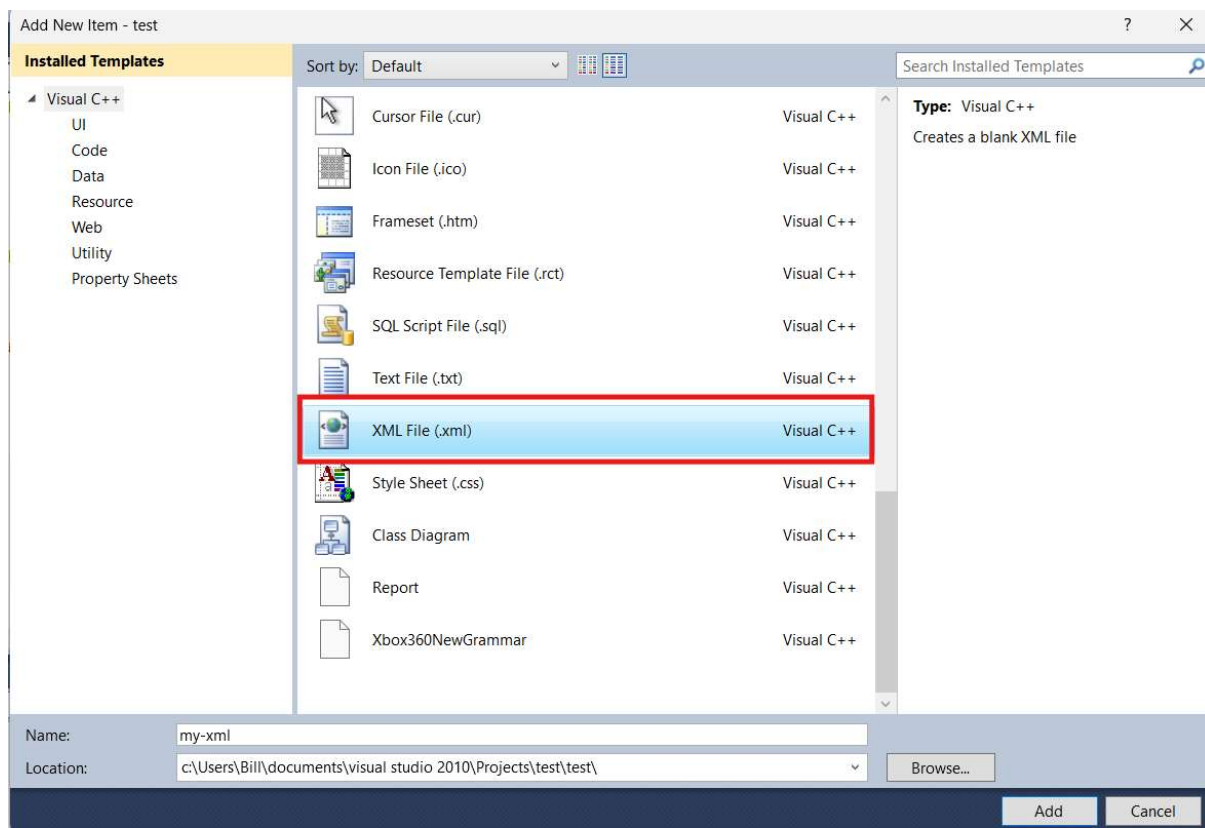 Add New Item - test
?
Installed Templates
Sort by: Default
Search Installed Templates
Visual C++
UI
Code
Data
Resource
Web
Utility
Property Sheets
Cursor File (.cur) Visual C++
Icon File (.ico) Visual C++
Frameset (.htm) Visual C++
Resource Template File (.rct) Visual C++
SQL Script File (.sql) Visual C++
Text File (.txt) Visual C++
XML File (.xml) Visual C++
Style Sheet (.css) Visual C++
Class Diagram Visual C++
Report Visual C++
Xbox360NewGrammar Visual C++
Type: Visual C++
Creates a blank XML file
Name: my-xml
Location: c:\Users\Bill\documents\visual studio 2010\Projects\test\test\
Browse...
Add Cancel